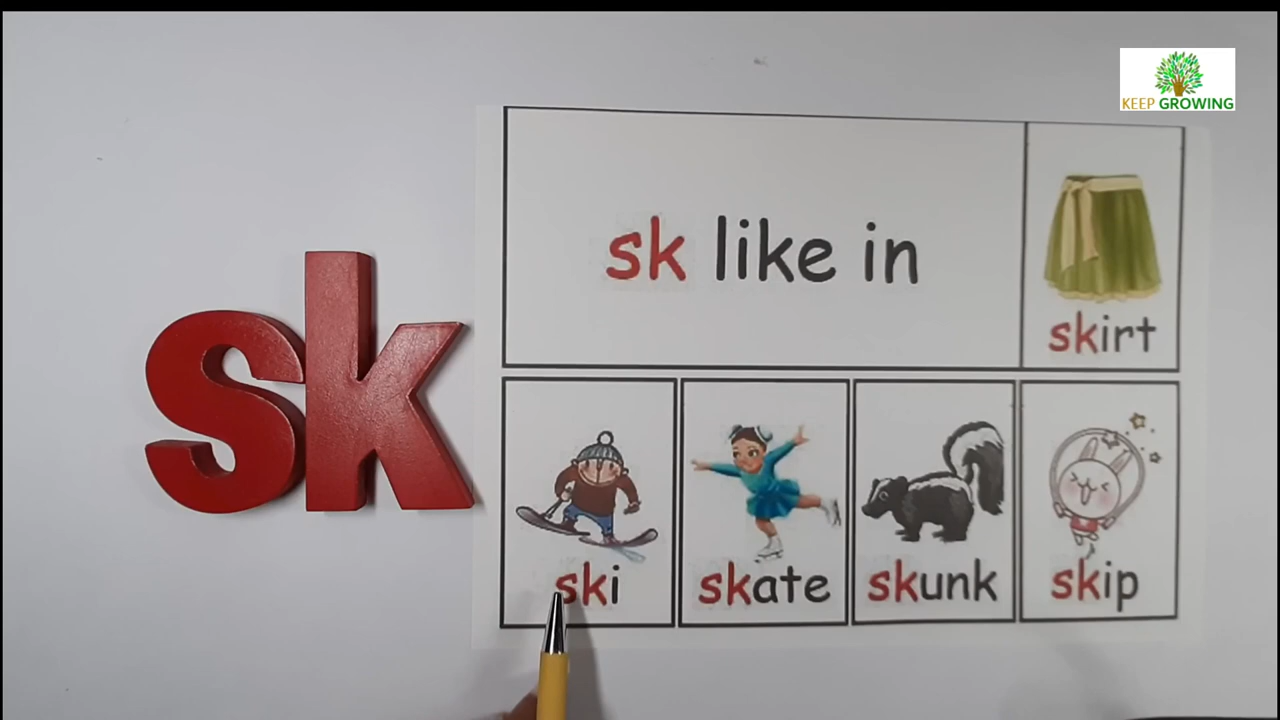 KEEP GROWING
sk like in
skirt
sk
ski
skate
skunk
skip